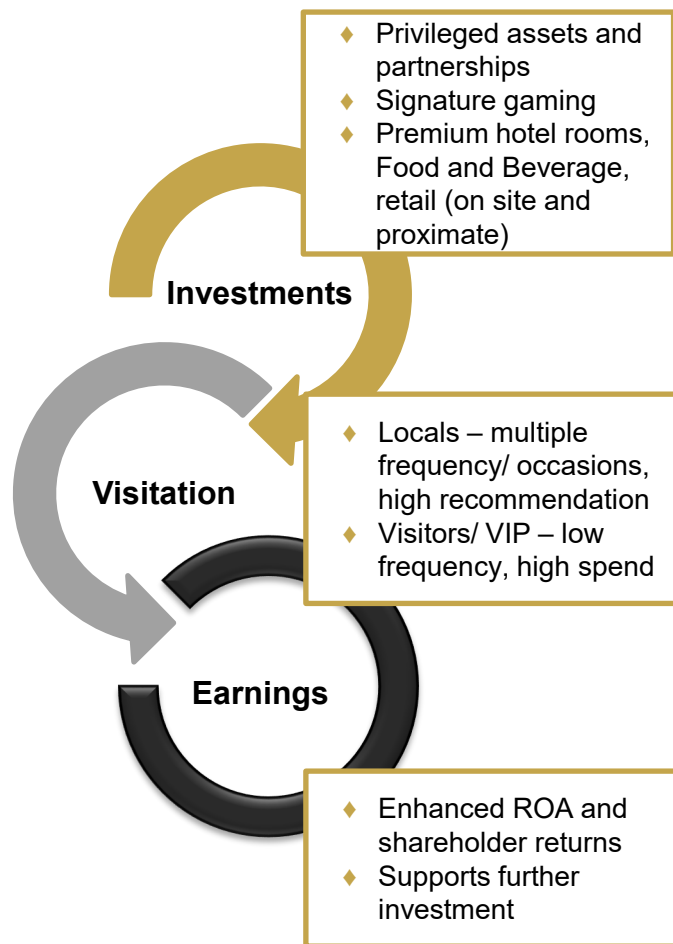 ♦ Privileged assets and
partnerships
♦ Signature gaming
♦ Premium hotel rooms,
Food and Beverage,
retail (on site and
proximate)
Investments
♦ Locals – multiple
frequency/ occasions,
high recommendation
♦ Visitors/ VIP – low
frequency, high spend
Visitation
Earnings
♦ Enhanced ROA and
shareholder returns
♦ Supports further
investment